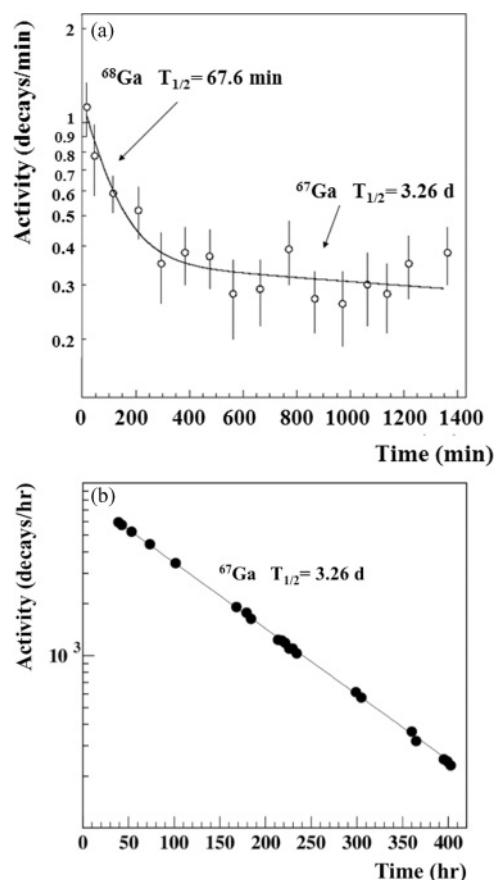 (a)
2
1
0.9
0.8
0.7
0.6
0.5
0.4
0.3
0.2
Activity (decays/min)
⁶⁸Ga T₁/₂= 67.6 min
⁶⁷Ga T₁/₂= 3.26 d
0 200 400 600 800 1000 1200 1400
Time (min)
(b)
Activity (decays/hr)
⁶⁷Ga T₁/₂= 3.26 d
10³
0 50 100 150 200 250 300 350 400
Time (hr)